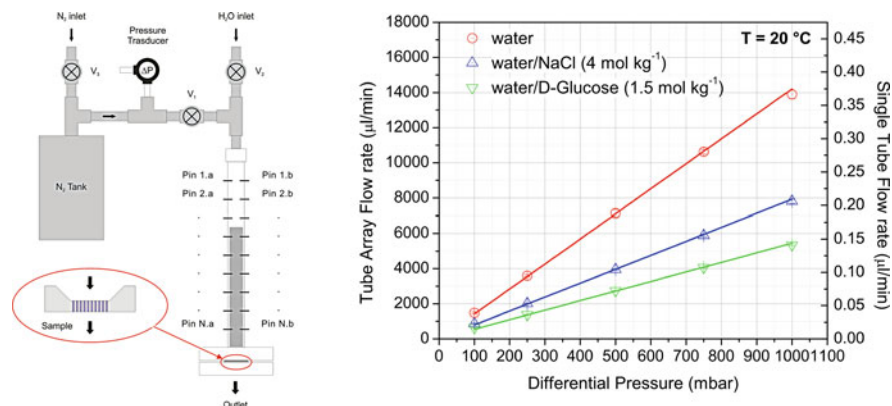 N₂ inlet
Pressure
Trasducer
H₂O inlet
ΔP
V₃
V₂
V₁
N₂ Tank
Pin 1.a
Pin 1.b
Pin 2.a
Pin 2.b
Pin N.a
Pin N.b
Sample
Outlet
Tube Array Flow rate (µl/min)
18000
16000
14000
12000
10000
8000
6000
4000
2000
0
water
water/NaCl (4 mol kg⁻¹)
water/D-Glucose (1.5 mol kg⁻¹)
T = 20 °C
0 100 200 300 400 500 600 700 800 900 1000 1100
Differential Pressure (mbar)
0.45
0.40
0.35
0.30
0.25
0.20
0.15
0.10
0.05
0.00
Single Tube Flow rate (µl/min)